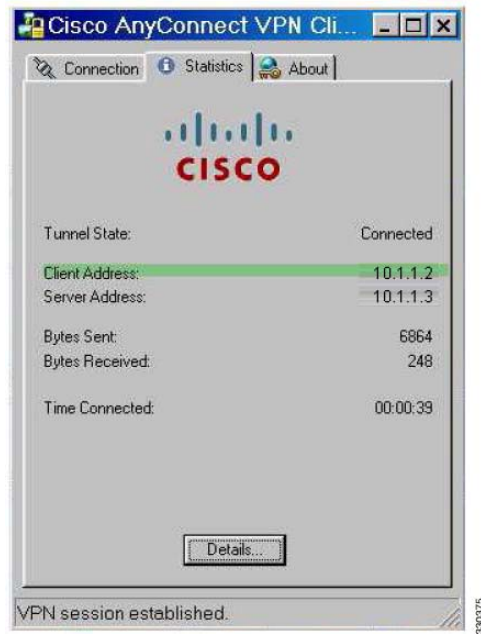 Cisco AnyConnect VPN Cli...
Connection Statistics About
CISCO
Tunnel State: Connected
Client Address: 10.1.1.2
Server Address: 10.1.1.3
Bytes Sent: 6864
Bytes Received: 248
Time Connected: 00:00:39
Details...
VPN session established.
330375